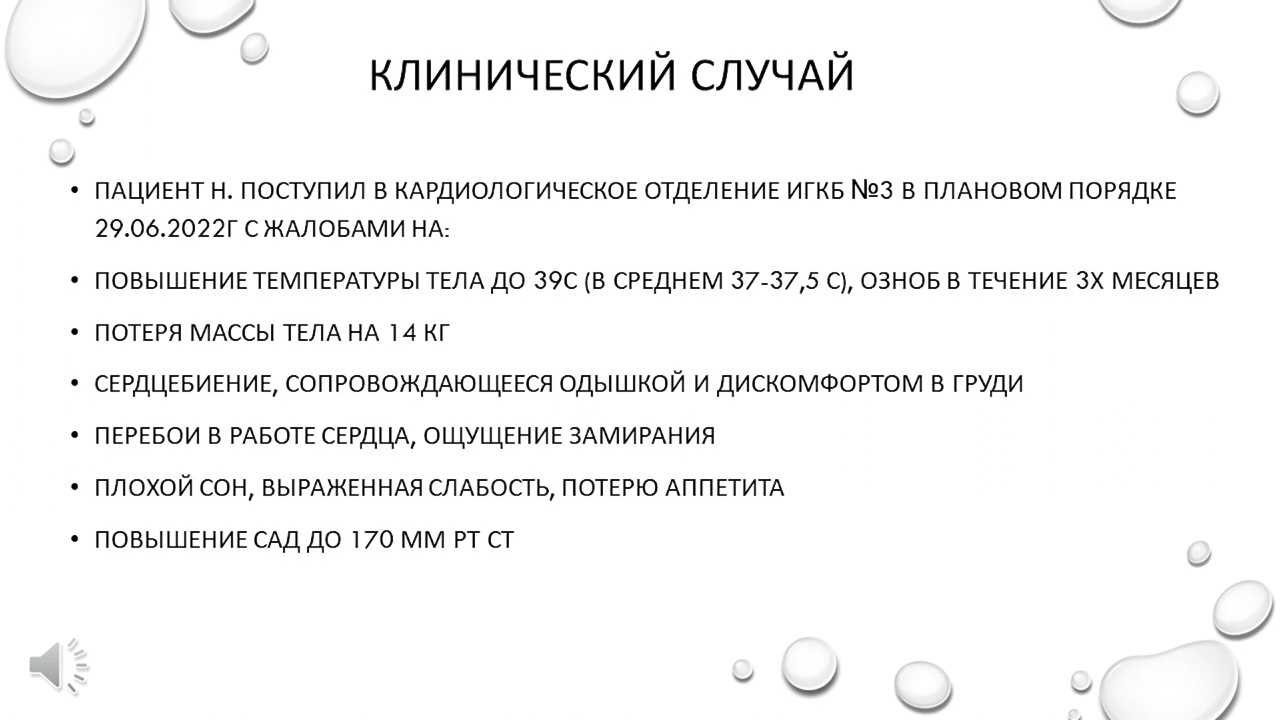 КЛИНИЧЕСКИЙ СЛУЧАЙ
• ПАЦИЕНТ Н. ПОСТУПИЛ В КАРДИОЛОГИЧЕСКОЕ ОТДЕЛЕНИЕ ИГКБ №3 В ПЛАНОВОМ ПОРЯДКЕ
29.06.2022Г С ЖАЛОБАМИ НА:
• ПОВЫШЕНИЕ ТЕМПЕРАТУРЫ ТЕЛА ДО 39С (В СРЕДНЕМ 37-37,5 С), ОЗНОБ В ТЕЧЕНИЕ 3Х МЕСЯЦЕВ
• ПОТЕРЯ МАССЫ ТЕЛА НА 14 КГ
• СЕРДЦЕБИЕНИЕ, СОПРОВОЖДАЮЩЕЕСЯ ОДЫШКОЙ И ДИСКОМФОРТОМ В ГРУДИ
• ПЕРЕБОИ В РАБОТЕ СЕРДЦА, ОЩУЩЕНИЕ ЗАМИРАНИЯ
• ПЛОХОЙ СОН, ВЫРАЖЕННАЯ СЛАБОСТЬ, ПОТЕРЮ АППЕТИТА
• ПОВЫШЕНИЕ САД ДО 170 ММ РТ СТ